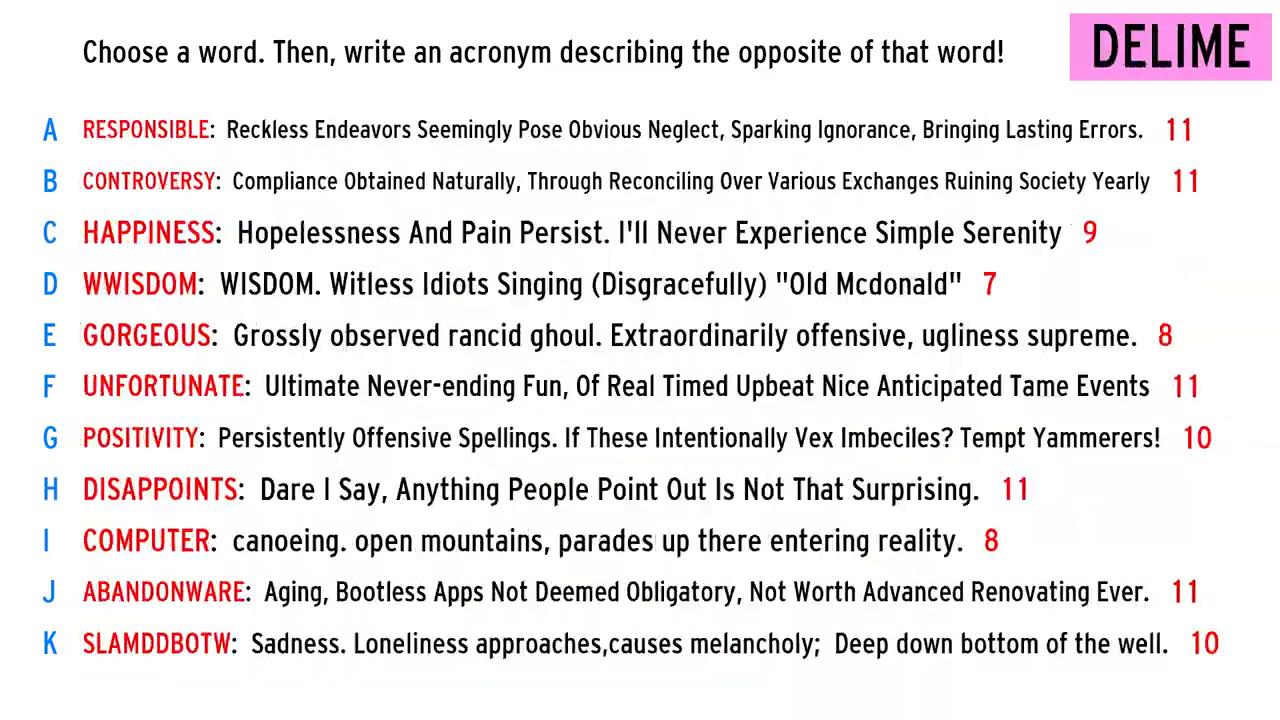 Choose a word. Then, write an acronym describing the opposite of that word!
DELIME
A RESPONSIBLE: Reckless Endeavors Seemingly Pose Obvious Neglect, Sparking Ignorance, Bringing Lasting Errors. 11
B CONTROVERSY: Compliance Obtained Naturally, Through Reconciling Over Various Exchanges Ruining Society Yearly 11
C HAPPINESS: Hopelessness And Pain Persist. I'll Never Experience Simple Serenity 9
D WWISDOM: WISDOM. Witless Idiots Singing (Disgracefully) "Old Mcdonald" 7
E GORGEOUS: Grossly observed rancid ghoul. Extraordinarily offensive, ugliness supreme. 8
F UNFORTUNATE: Ultimate Never-ending Fun, Of Real Timed Upbeat Nice Anticipated Tame Events 11
G POSITIVITY: Persistently Offensive Spellings. If These Intentionally Vex Imbeciles? Tempt Yammerers! 10
H DISAPPOINTS: Dare I Say, Anything People Point Out Is Not That Surprising. 11
I COMPUTER: canoeing. open mountains, parades up there entering reality. 8
J ABANDONWARE: Aging, Bootless Apps Not Deemed Obligatory, Not Worth Advanced Renovating Ever. 11
K SLAMDDBOTW: Sadness. Loneliness approaches,causes melancholy; Deep down bottom of the well. 10